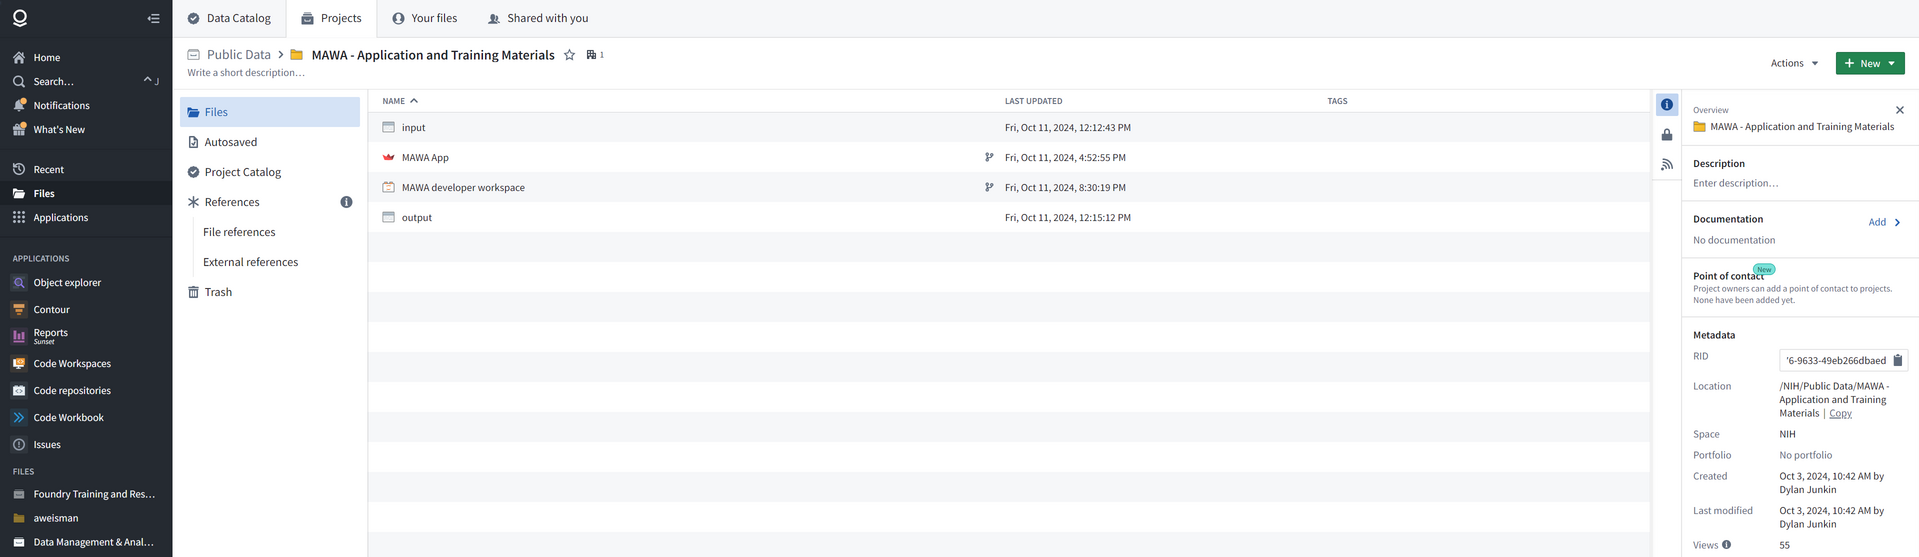 Home
Search…
^ J
Notifications
What's New
Recent
Files
Applications
APPLICATIONS
Object explorer
Contour
Reports
Sunset
Code Workspaces
Code repositories
Code Workbook
Issues
FILES
Foundry Training and Res…
aweisman
Data Management & Anal…
Data Catalog
Projects
Your files
Shared with you
Public Data
MAWA - Application and Training Materials
1
Write a short description…
Actions
+ New
Files
Autosaved
Project Catalog
References
File references
External references
Trash
NAME LAST UPDATED TAGS
input Fri, Oct 11, 2024, 12:12:43 PM
MAWA App Fri, Oct 11, 2024, 4:52:55 PM
MAWA developer workspace Fri, Oct 11, 2024, 8:30:19 PM
output Fri, Oct 11, 2024, 12:15:12 PM
Overview
MAWA - Application and Training Materials
Description
Enter description…
Documentation
Add
No documentation
Point of contact
New
Project owners can add a point of contact to projects.
None have been added yet.
Metadata
RID '6-9633-49eb266dbaed
Location /NIH/Public Data/MAWA -
Application and Training
Materials | Copy
Space NIH
Portfolio No portfolio
Created Oct 3, 2024, 10:42 AM by
Dylan Junkin
Last modified Oct 3, 2024, 10:42 AM by
Dylan Junkin
Views 55